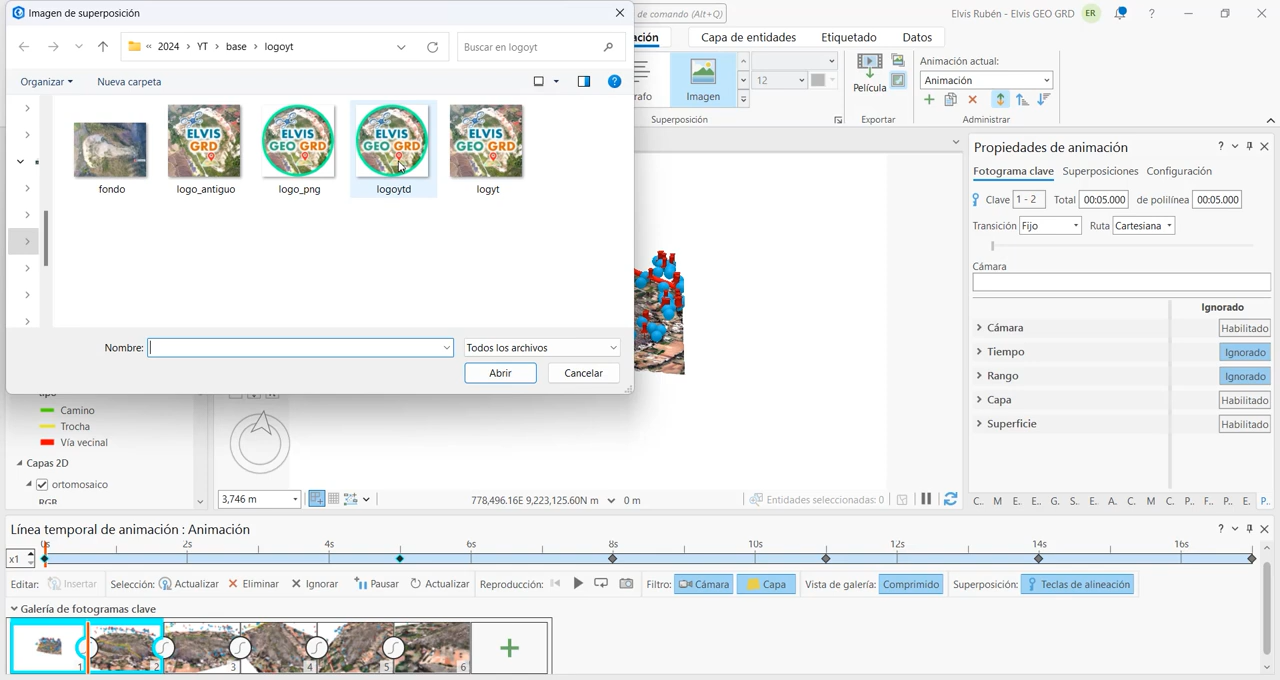 Imagen de superposición
de comando (Alt+Q)
Elvis Rubén - Elvis GEO GRD
ER
« 2024 > YT > base > logoyt
Buscar en logoyt
Organizar
Nueva carpeta
ELVIS
GRD
ELVIS
GEO GRD
ELVIS
GEO GRD
ELVIS
GEO GRD
fondo
logo_antiguo
logo_png
logoytd
logyt
Nombre:
Todos los archivos
Abrir
Cancelar
ación
Capa de entidades
Etiquetado
Datos
rafo
Imagen
12
Superposición
Película
Exportar
Animación actual:
Animación
Administrar
Propiedades de animación
Fotograma clave
Superposiciones
Configuración
Clave 1 - 2 Total 00:05.000 de polilínea 00:05.000
Transición Fijo Ruta Cartesiana
Cámara
Ignorado
Cámara Habilitado
Tiempo Ignorado
Rango Ignorado
Capa Habilitado
Superficie Habilitado
C.. M E. E.. G. S. E. A. C. M C. P.. F.. P.. E. P..
Camino
Trocha
Vía vecinal
Capas 2D
ortomosaico
RGB
3,746 m
778,496.16E 9,223,125.60N m
0 m
Entidades seleccionadas: 0
Línea temporal de animación : Animación
0s 2s 4s 6s 8s 10s 12s 14s 16s
x1
Editar: Insertar Selección: Actualizar Eliminar Ignorar Pausar Actualizar Reproducción: Filtro: Cámara Capa Vista de galería: Comprimido Superposición: Teclas de alineación
Galería de fotogramas clave
1 2 3 4 5 6